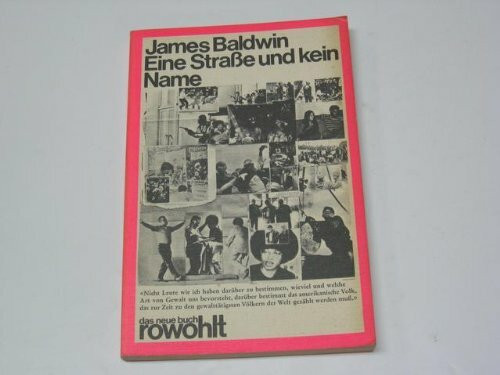 James Baldwin
Eine Straße und kein
Name
«Nicht Leute wie ich haben darüber zu bestimmen, wieviel und welche
Art von Gewalt uns bevorsteht, darüber bestimmt das amerikanische Volk,
das zur Zeit zu den gewalttätigsten Völkern der Welt gezählt werden muß.»
das neue buch
rowohlt